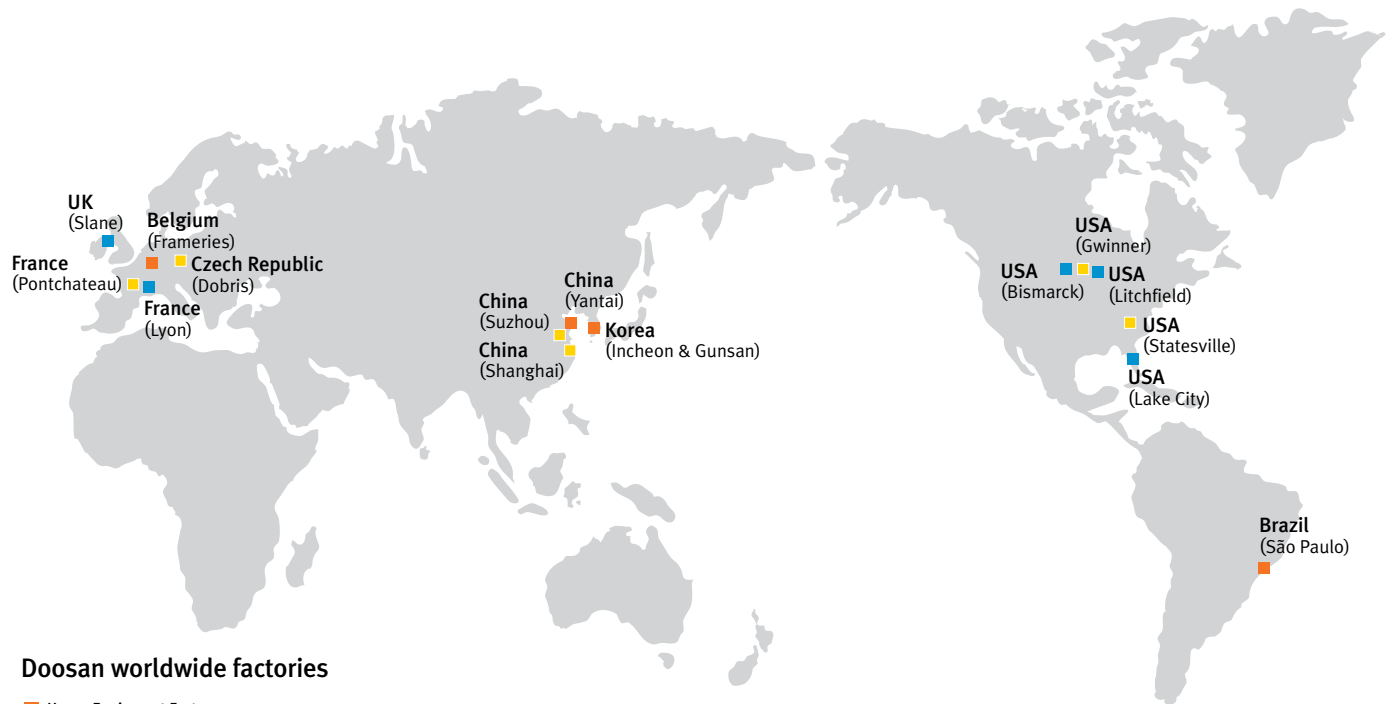 UK
(Slane)
Belgium
(Frameries)
France
(Pontchateau)
Czech Republic
(Dobris)
France
(Lyon)
China
(Yantai)
China
(Suzhou)
Korea
(Incheon & Gunsan)
China
(Shanghai)
USA
(Gwinner)
USA
(Bismarck)
USA
(Litchfield)
USA
(Statesville)
USA
(Lake City)
Brazil
(São Paulo)
Doosan worldwide factories